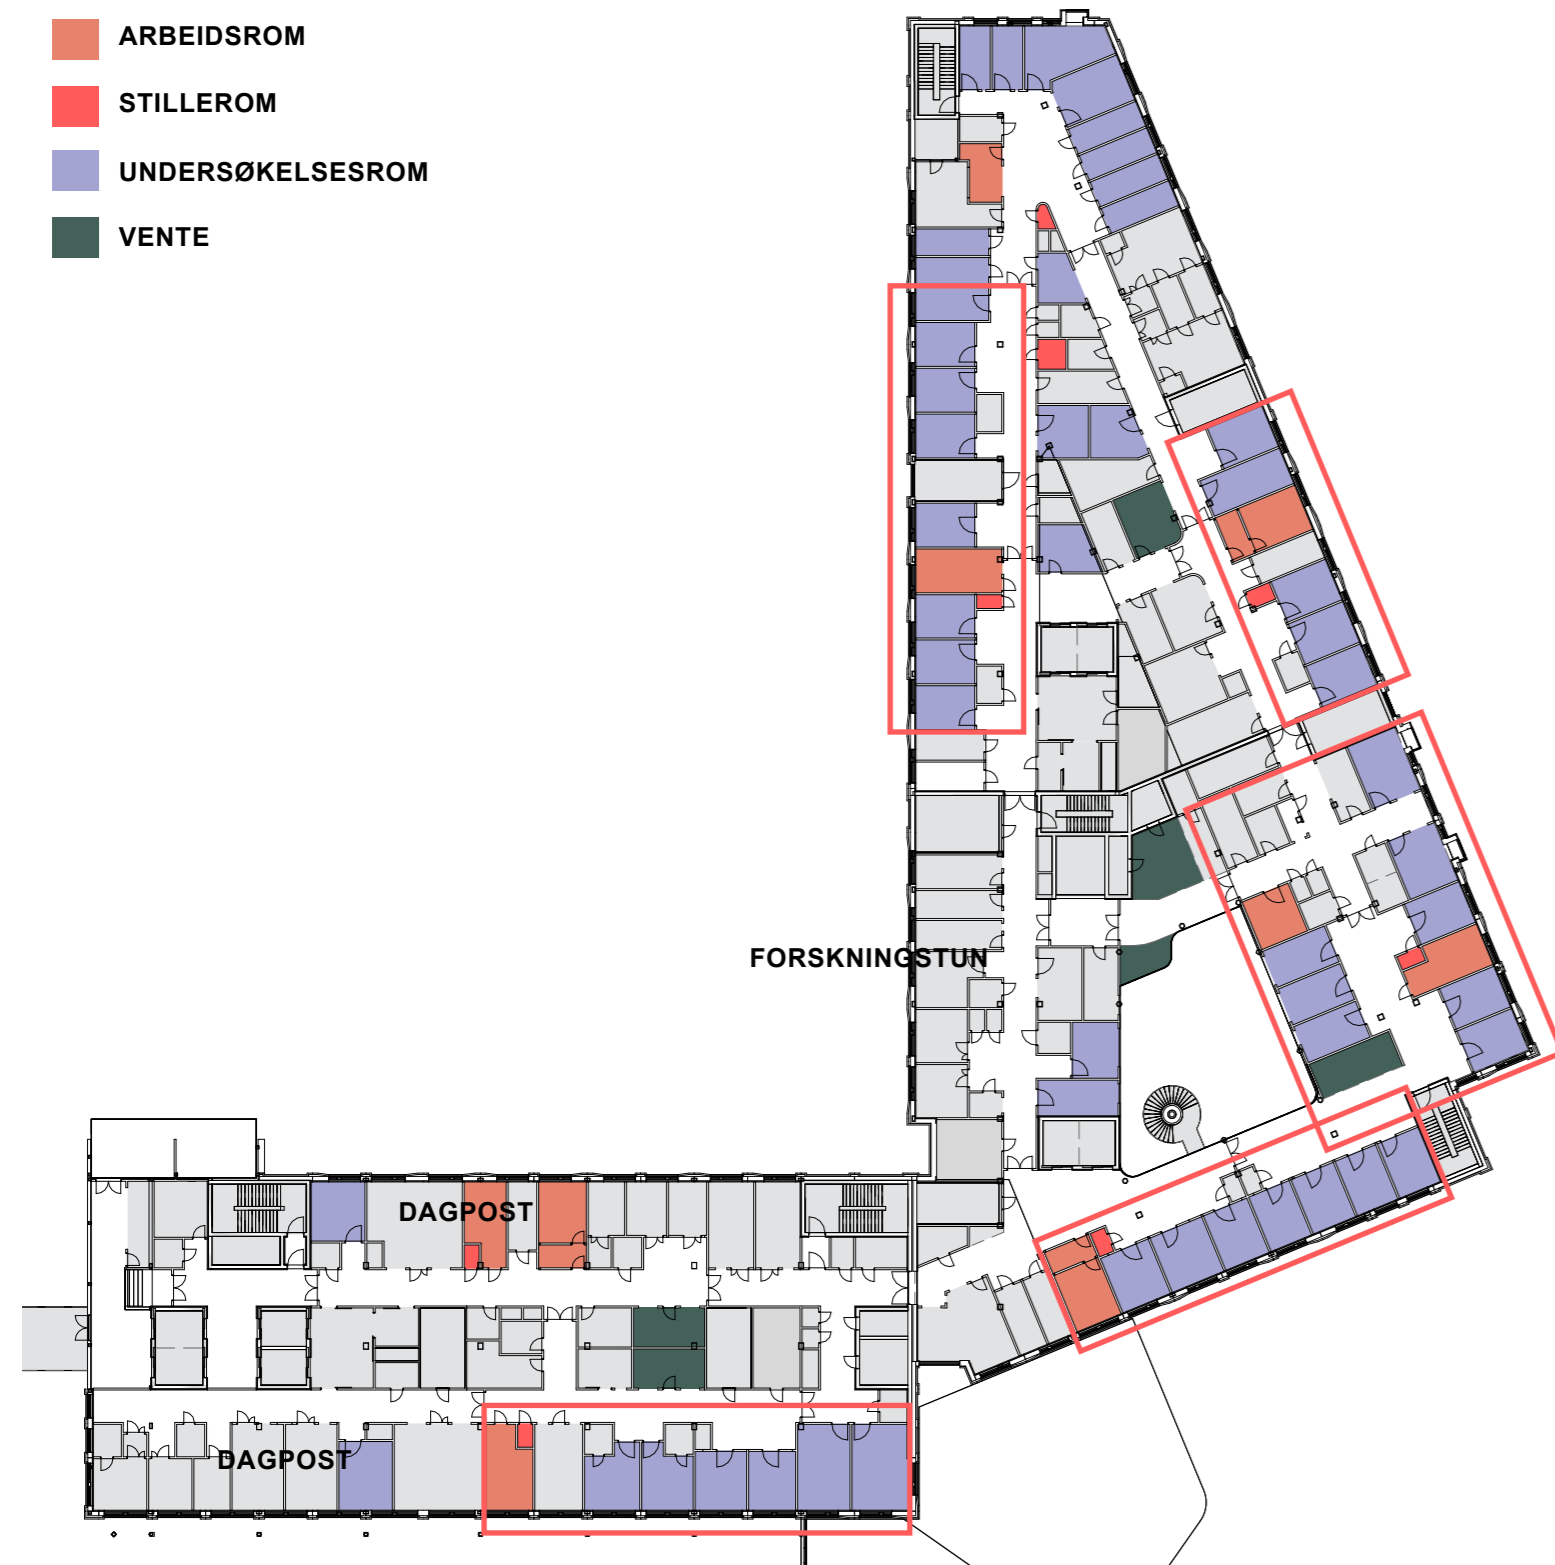 ARBEIDSROM
STILLEROM
UNDERSØKELSESROM
VENTE
FORSKNINGSTUN
DAGPOST
DAGPOST